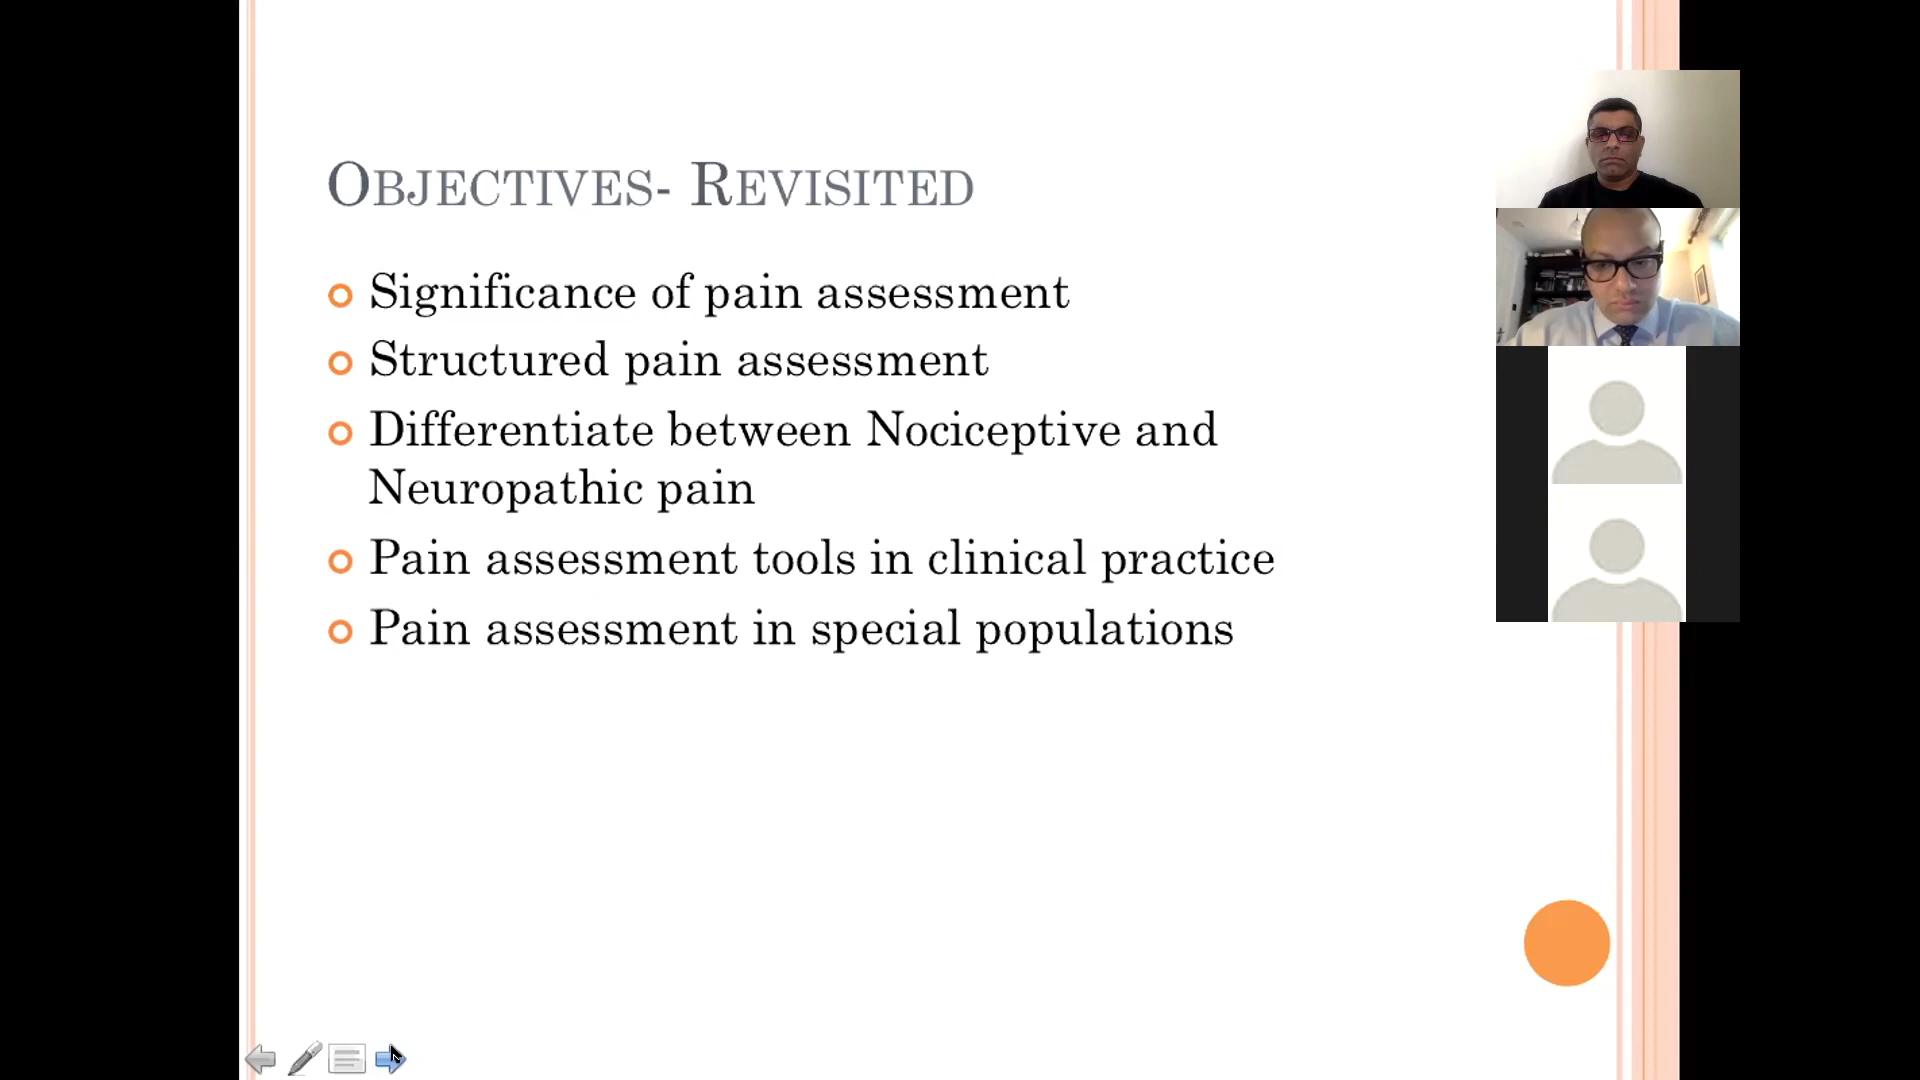 Objectives- Revisited
Significance of pain assessment
Structured pain assessment
Differentiate between Nociceptive and
Neuropathic pain
Pain assessment tools in clinical practice
Pain assessment in special populations